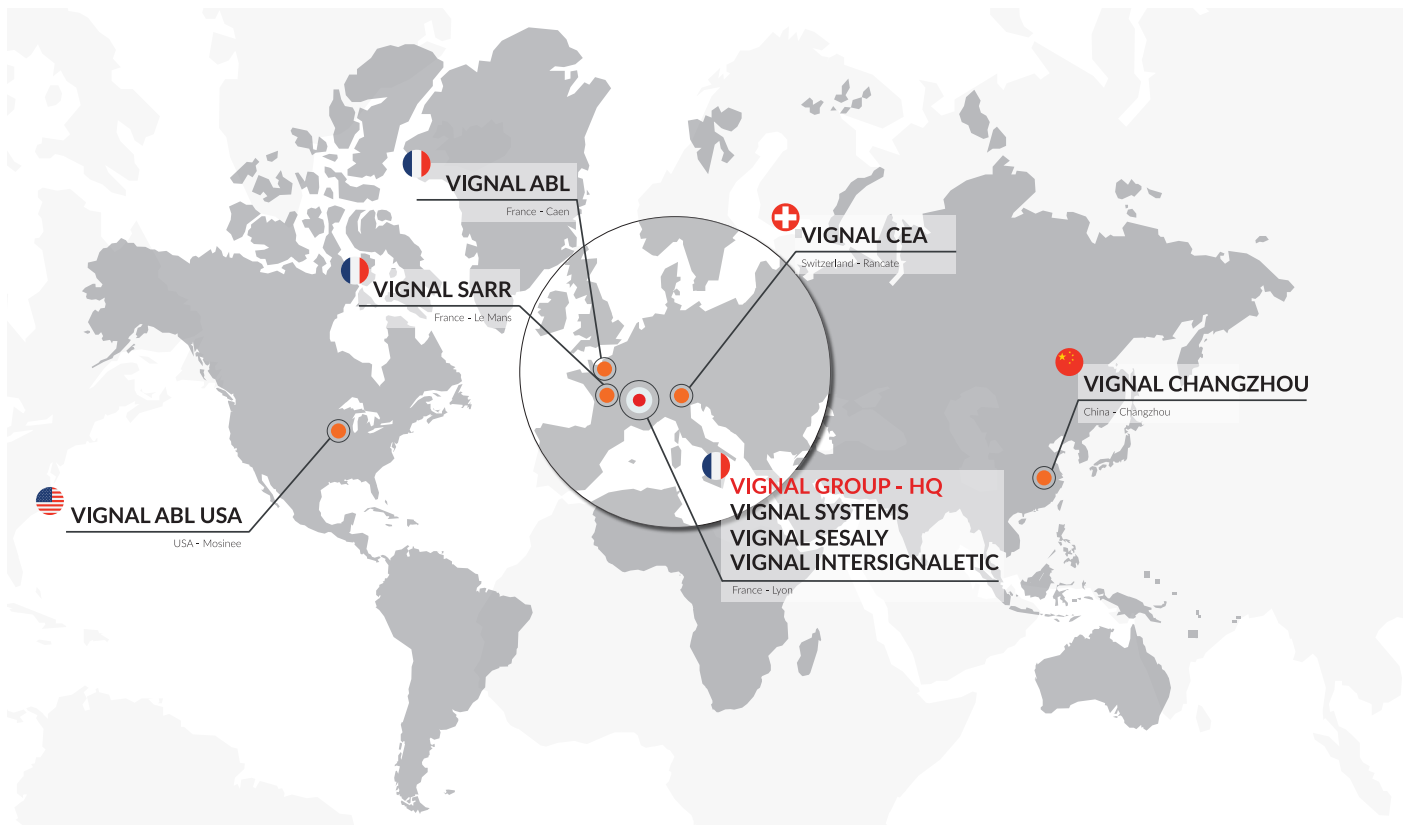 VIGNAL ABL
France - Caen
VIGNAL CEA
Switzerland - Rancate
VIGNAL SARR
France - Le Mans
VIGNAL CHANGZHOU
China - Changzhou
VIGNAL GROUP - HQ
VIGNAL SYSTEMS
VIGNAL SESALY
VIGNAL INTERSIGNALETIC
France - Lyon
VIGNAL ABL USA
USA - Mosinee